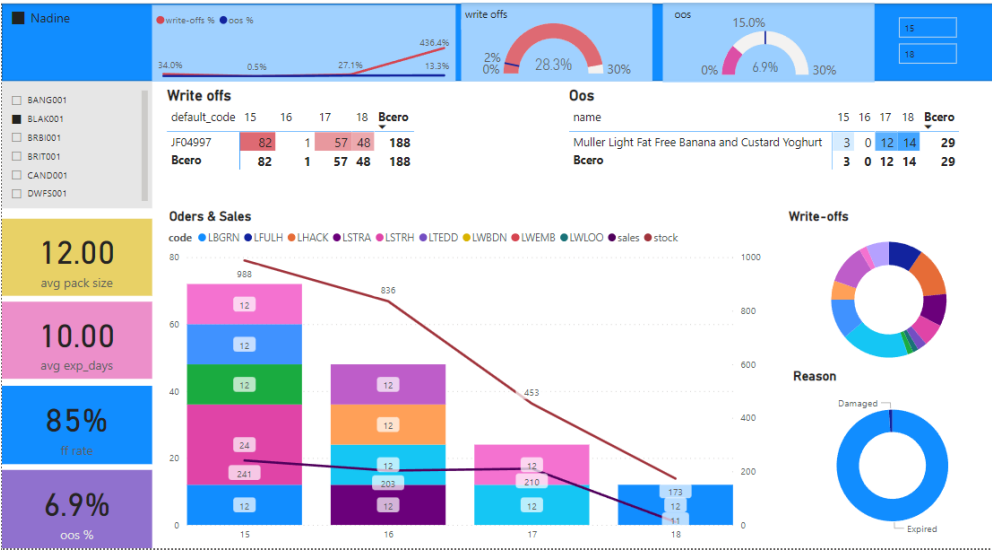 Nadine
write-offs % oos %
34.0%
0.5%
27.1%
436.4%
13.3%
write offs
2%
0%
28.3%
30%
oos
15.0%
0%
6.9%
30%
15
18
BANG001
BLAK001
BRBI001
BRIT001
CAND001
DWFS001
Write offs
default_code 15 16 17 18 Bcero
JF04997 82 1 57 48 188
Bcero 82 1 57 48 188
Oos
name 15 16 17 18 Bcero
Muller Light Fat Free Banana and Custard Yoghurt 3 0 12 14 29
Bcero 3 0 12 14 29
12.00
avg pack size
10.00
avg exp_days
85%
ff rate
6.9%
oos %
Oders & Sales
code LBGRN LFULH LHACK LSTRA LSTRH LTEDD LWBDN LWEMB LWLOO sales stock
80
60
40
20
0
1000
800
600
400
200
0
988
12
12
12
24
241
12
836
12
12
12
203
12
453
12
210
12
173
12
11
15 16 17 18
Write-offs
Reason
Damaged
Expired